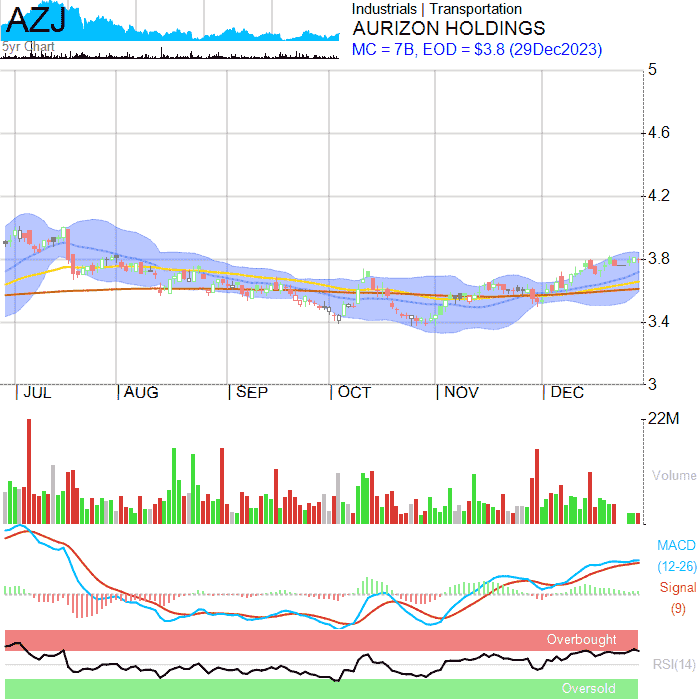 AZJ
5yr Chart
Industrials | Transportation
AURIZON HOLDINGS
MC = 7B, EOD = $3.8 (29Dec2023)
5
4.6
4.2
3.8
3.4
3
| JUL | AUG | SEP | OCT | NOV | DEC
22M
Volume
MACD
(12-26)
Signal
(9)
Overbought
RSI(14)
Oversold